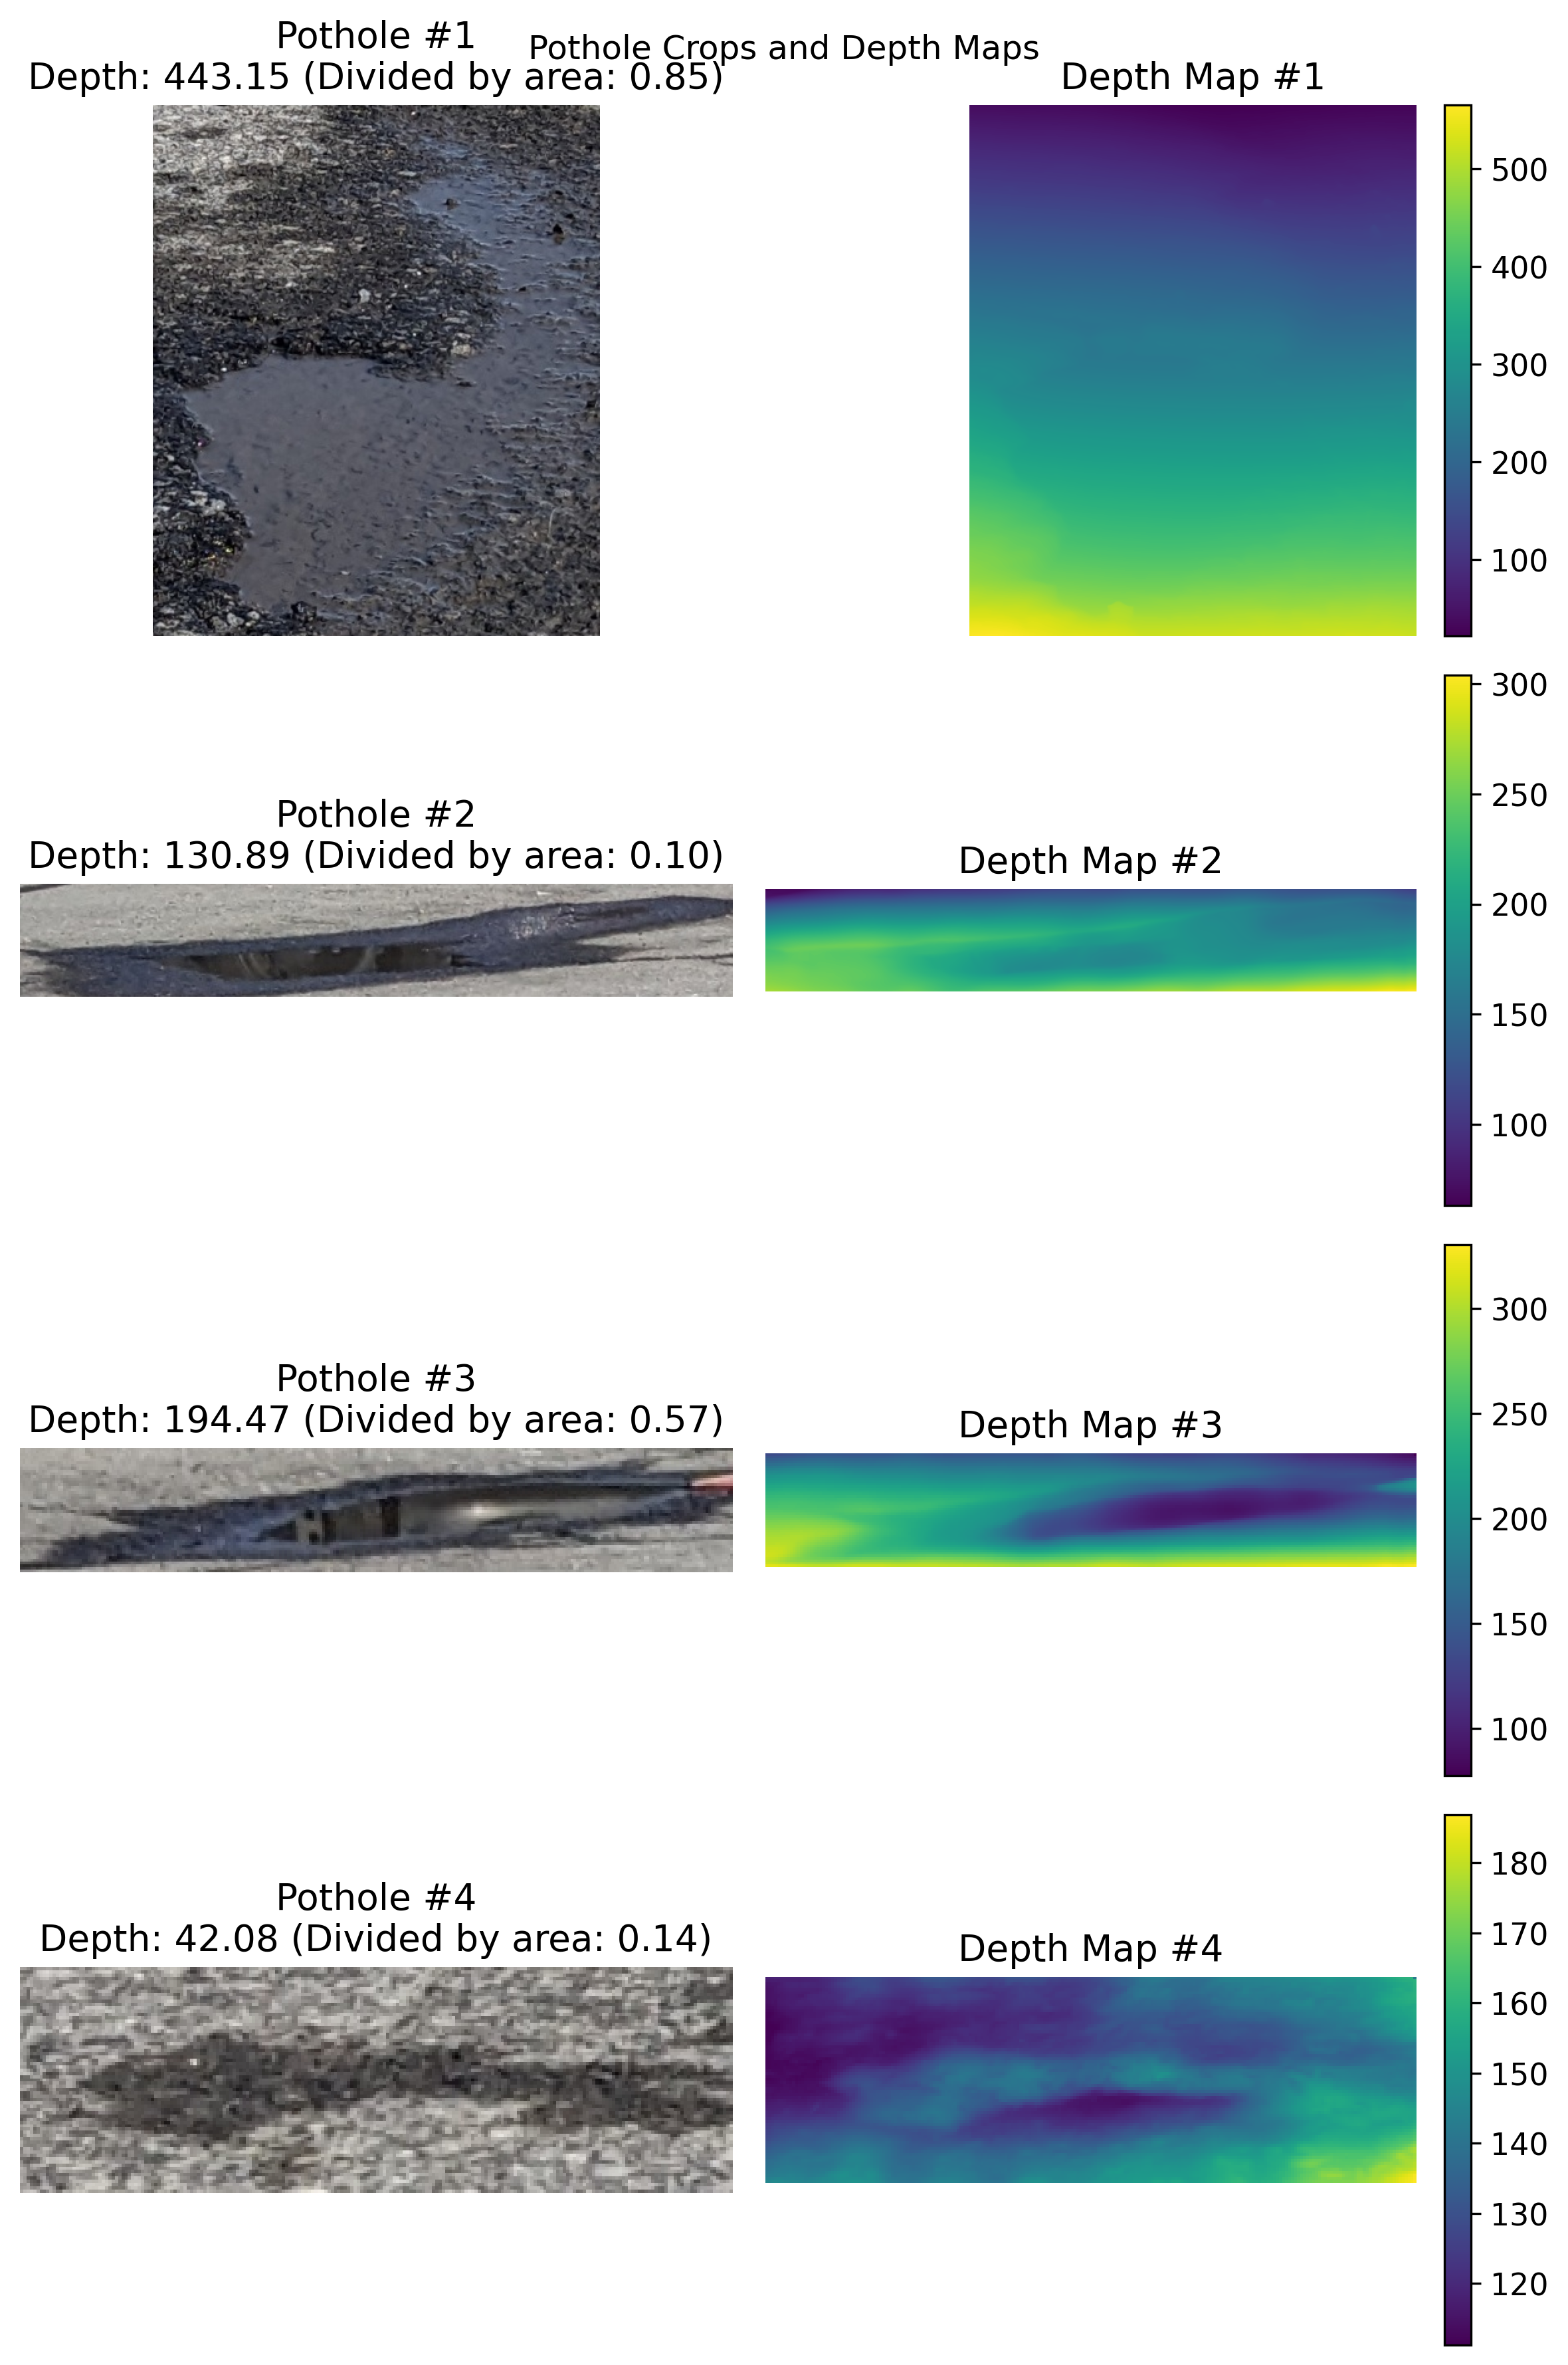 Pothole Crops and Depth Maps
Pothole #1
Depth: 443.15 (Divided by area: 0.85)
Depth Map #1
500
400
300
200
100
Pothole #2
Depth: 130.89 (Divided by area: 0.10)
Depth Map #2
300
250
200
150
100
Pothole #3
Depth: 194.47 (Divided by area: 0.57)
Depth Map #3
300
250
200
150
100
Pothole #4
Depth: 42.08 (Divided by area: 0.14)
Depth Map #4
180
170
160
150
140
130
120